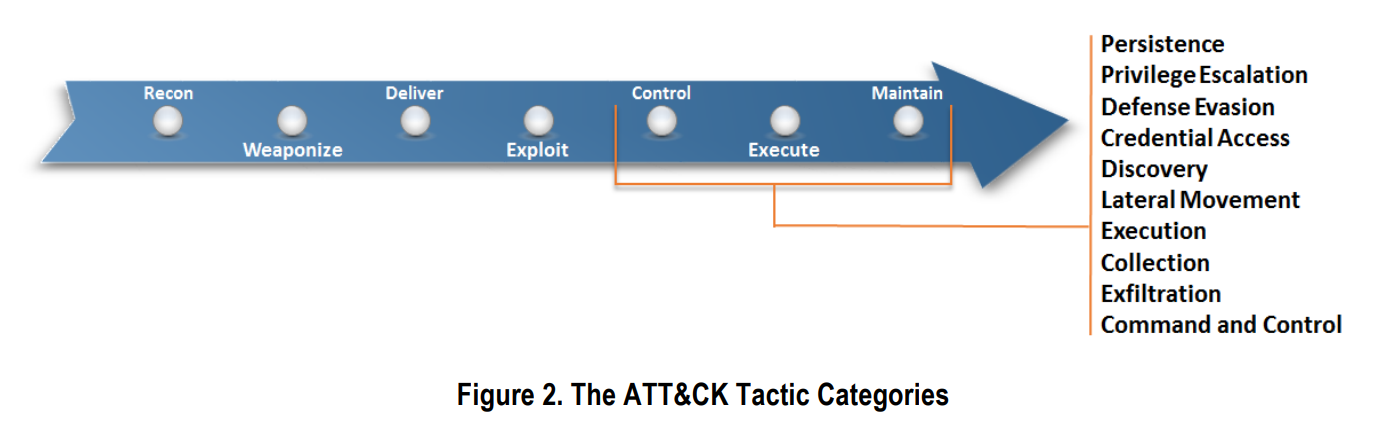 Recon
Weaponize
Deliver
Exploit
Control
Execute
Maintain
Persistence
Privilege Escalation
Defense Evasion
Credential Access
Discovery
Lateral Movement
Execution
Collection
Exfiltration
Command and Control
Figure 2. The ATT&CK Tactic Categories